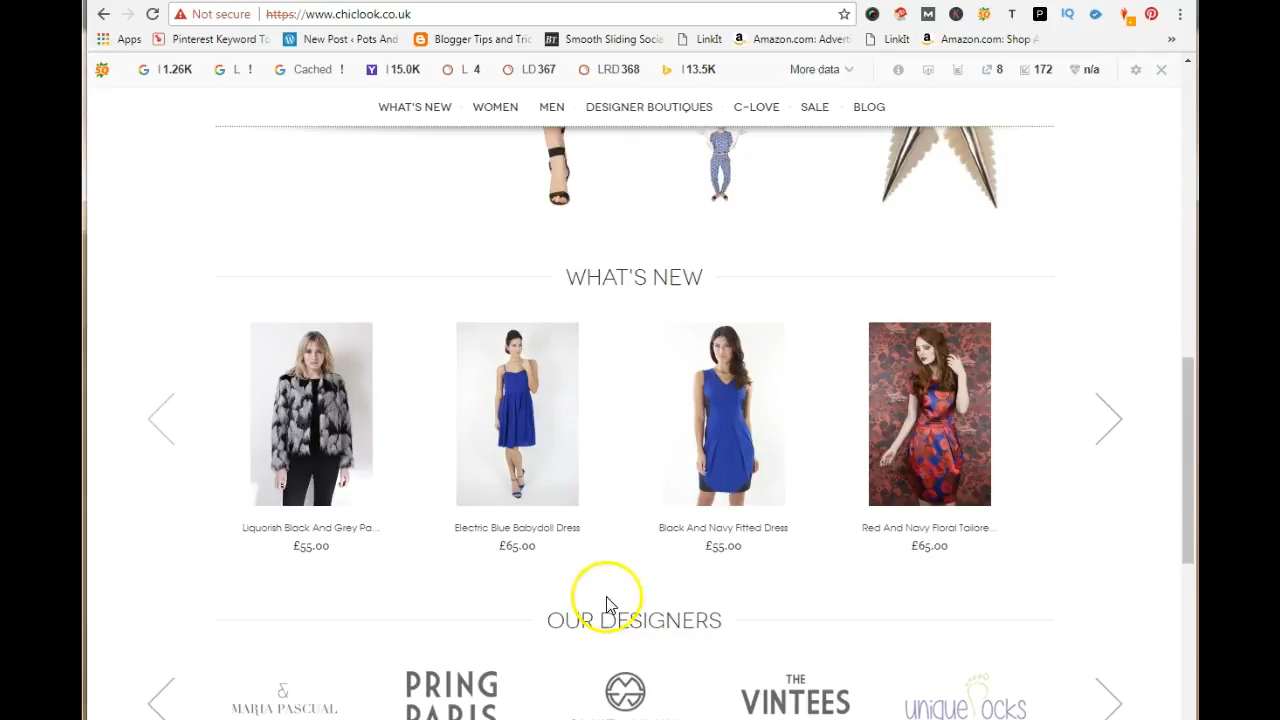 Not secure https://www.chiclook.co.uk
Apps Pinterest Keyword To New Post ‹ Pots And Blogger Tips and Tric BT Smooth Sliding Socia LinkIt Amazon.com: Adverti LinkIt Amazon.com: Shop A »
SQ G I 1.26K G L ! G Cached ! Y I 15.0K L 4 LD 367 LRD 368 I 13.5K More data 8 172 n/a
WHAT'S NEW WOMEN MEN DESIGNER BOUTIQUES C-LOVE SALE BLOG
WHAT'S NEW
Liquorish Black And Grey Pa... Electric Blue Babydoll Dress Black And Navy Fitted Dress Red And Navy Floral Tailore...
£55.00 £65.00 £55.00 £65.00
OUR DESIGNERS
& MARIA PASCUAL PRING PARIS THE VINTEES UNIQUE